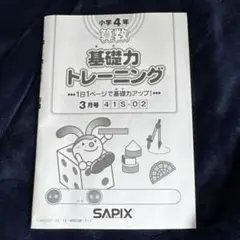 小学4年
算数
基礎力
トレーニング
1日1ページで基礎力アップ!
3月号 41S-02
SAPIX